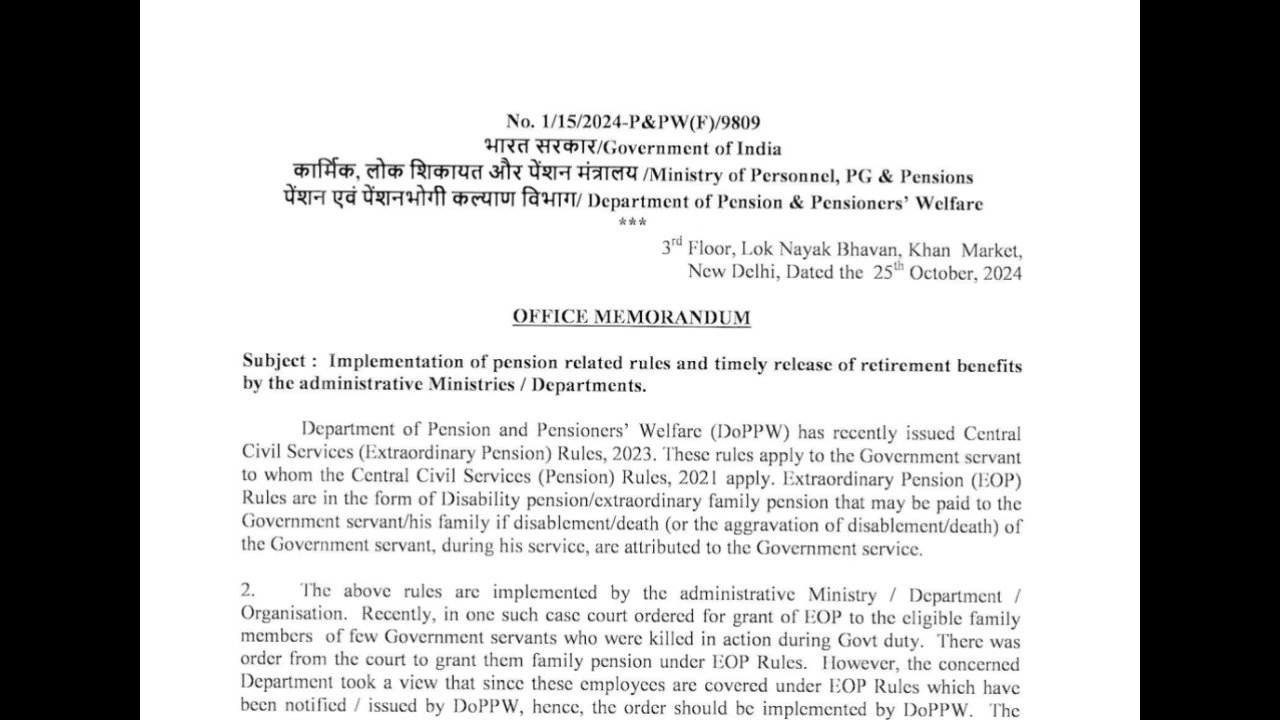 No. 1/15/2024-P&PW(F)/9809
भारत सरकार/Government of India
कार्मिक, लोक शिकायत और पेंशन मंत्रालय /Ministry of Personnel, PG & Pensions
पेंशन एवं पेंशनभोगी कल्याण विभाग/ Department of Pension & Pensioners' Welfare
***
3rd Floor, Lok Nayak Bhavan, Khan Market,
New Delhi, Dated the 25th October, 2024
OFFICE MEMORANDUM
Subject : Implementation of pension related rules and timely release of retirement benefits
by the administrative Ministries / Departments.
Department of Pension and Pensioners' Welfare (DoPPW) has recently issued Central
Civil Services (Extraordinary Pension) Rules, 2023. These rules apply to the Government servant
to whom the Central Civil Services (Pension) Rules, 2021 apply. Extraordinary Pension (EOP)
Rules are in the form of Disability pension/extraordinary family pension that may be paid to the
Government servant/his family if disablement/death (or the aggravation of disablement/death) of
the Government servant, during his service, are attributed to the Government service.
2. The above rules are implemented by the administrative Ministry / Department /
Organisation. Recently, in one such case court ordered for grant of EOP to the eligible family
members of few Government servants who were killed in action during Govt duty. There was
order from the court to grant them family pension under EOP Rules. However, the concerned
Department took a view that since these employees are covered under EOP Rules which have
been notified / issued by DoPPW, hence, the order should be implemented by DoPPW. The